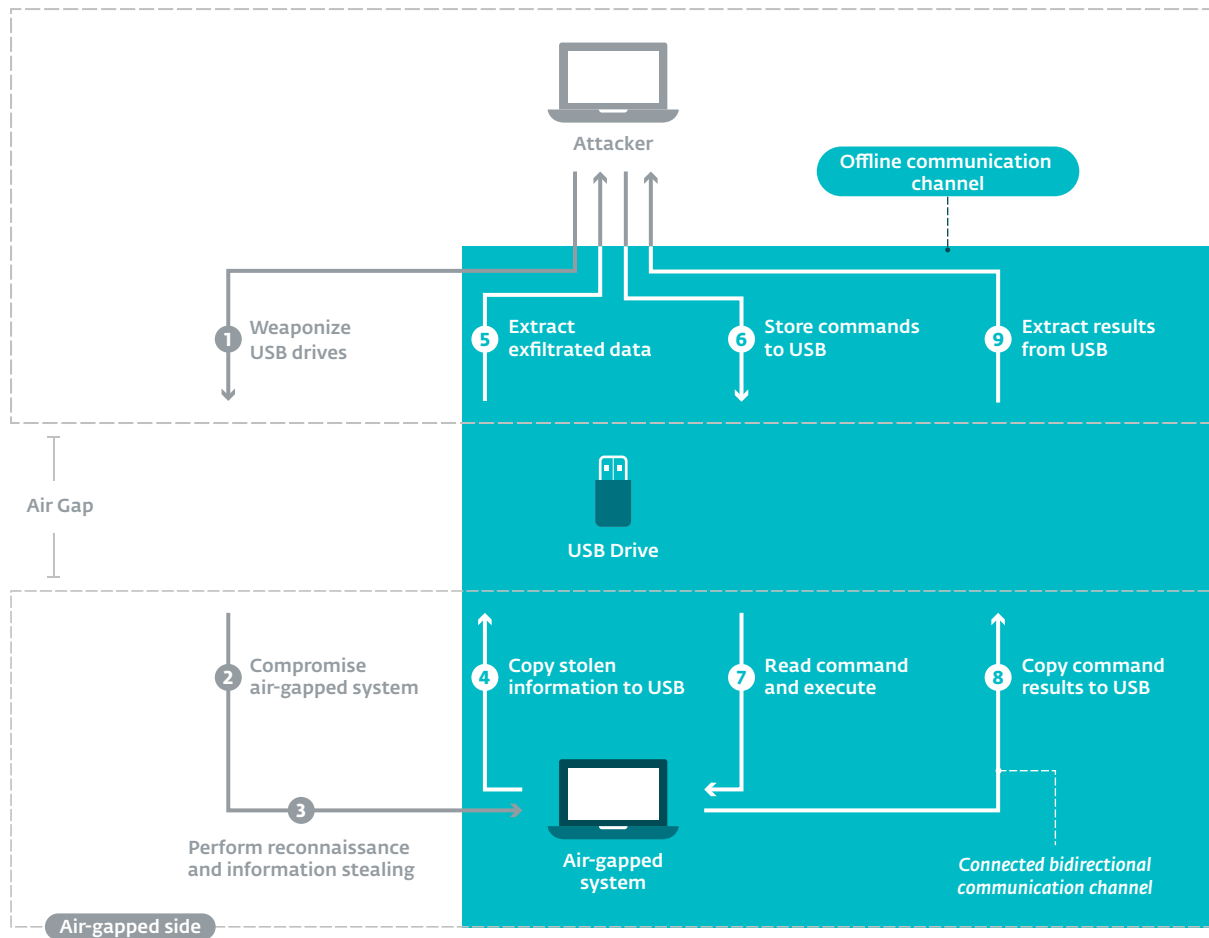 Attacker
Offline communication
channel
1
Weaponize
USB drives
5
Extract
exfiltrated data
6
Store commands
to USB
9
Extract results
from USB
Air Gap
USB Drive
2
Compromise
air-gapped system
4
Copy stolen
information to USB
7
Read command
and execute
8
Copy command
results to USB
3
Perform reconnaissance
and information stealing
Air-gapped
system
Connected bidirectional
communication channel
Air-gapped side